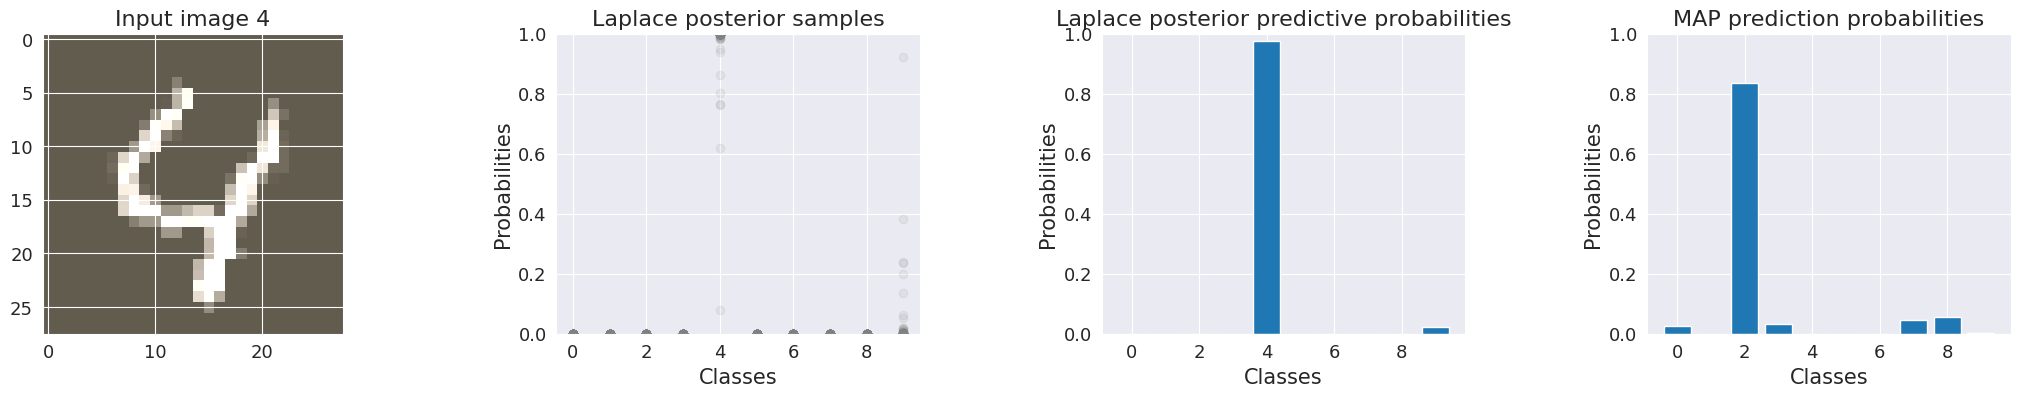 Input image 4
0
5
10
15
20
25
0 10 20
Laplace posterior samples
Probabilities
1.0
0.8
0.6
0.4
0.2
0.0
0 2 4 6 8
Classes
Laplace posterior predictive probabilities
Probabilities
1.0
0.8
0.6
0.4
0.2
0.0
0 2 4 6 8
Classes
MAP prediction probabilities
Probabilities
1.0
0.8
0.6
0.4
0.2
0.0
0 2 4 6 8
Classes